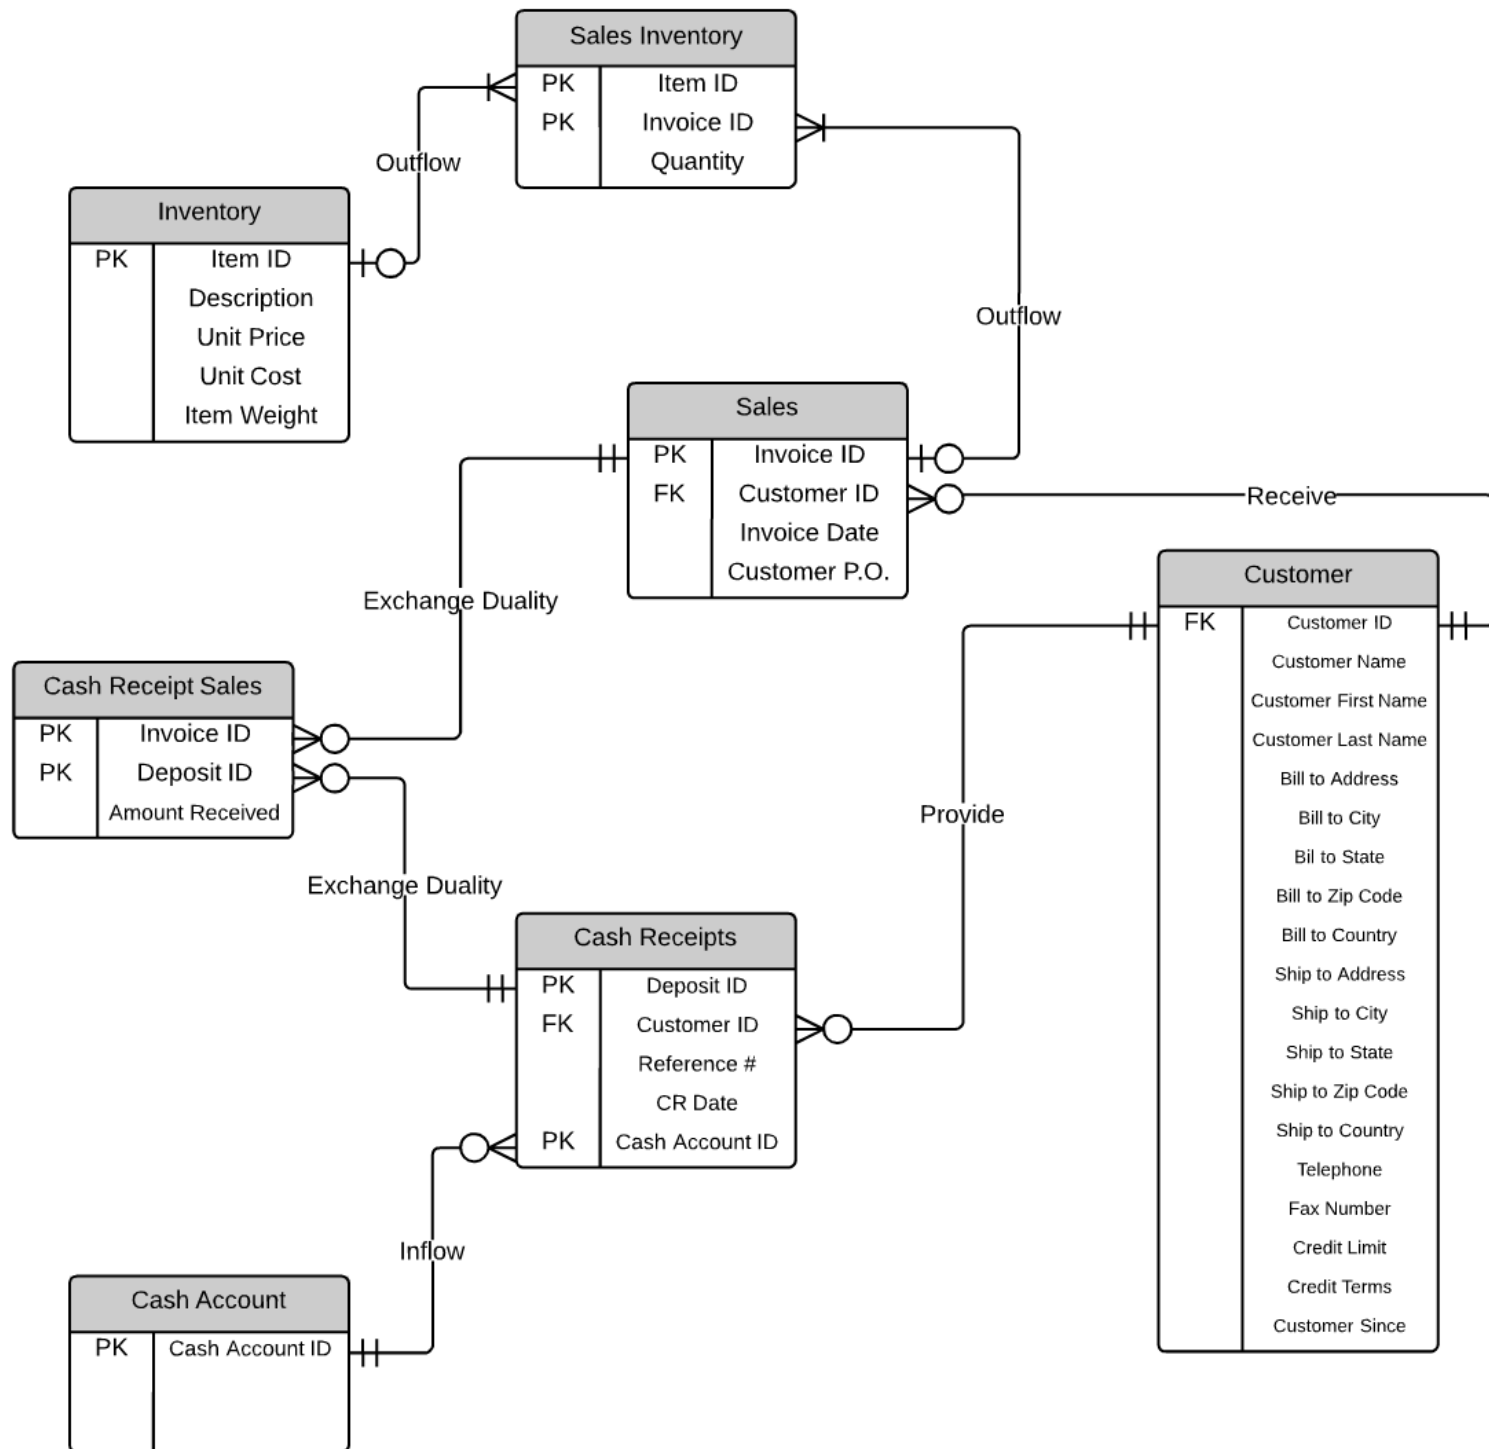 Sales Inventory
PK Item ID
PK Invoice ID
Quantity
Outflow
Inventory
PK Item ID
Description
Unit Price
Unit Cost
Item Weight
Outflow
Sales
PK Invoice ID
FK Customer ID
Invoice Date
Customer P.O.
Receive
Exchange Duality
Customer
FK Customer ID
Customer Name
Customer First Name
Customer Last Name
Bill to Address
Bill to City
Bil to State
Bill to Zip Code
Bill to Country
Ship to Address
Ship to City
Ship to State
Ship to Zip Code
Ship to Country
Telephone
Fax Number
Credit Limit
Credit Terms
Customer Since
Cash Receipt Sales
PK Invoice ID
PK Deposit ID
Amount Received
Provide
Exchange Duality
Cash Receipts
PK Deposit ID
FK Customer ID
Reference #
CR Date
PK Cash Account ID
Inflow
Cash Account
PK Cash Account ID